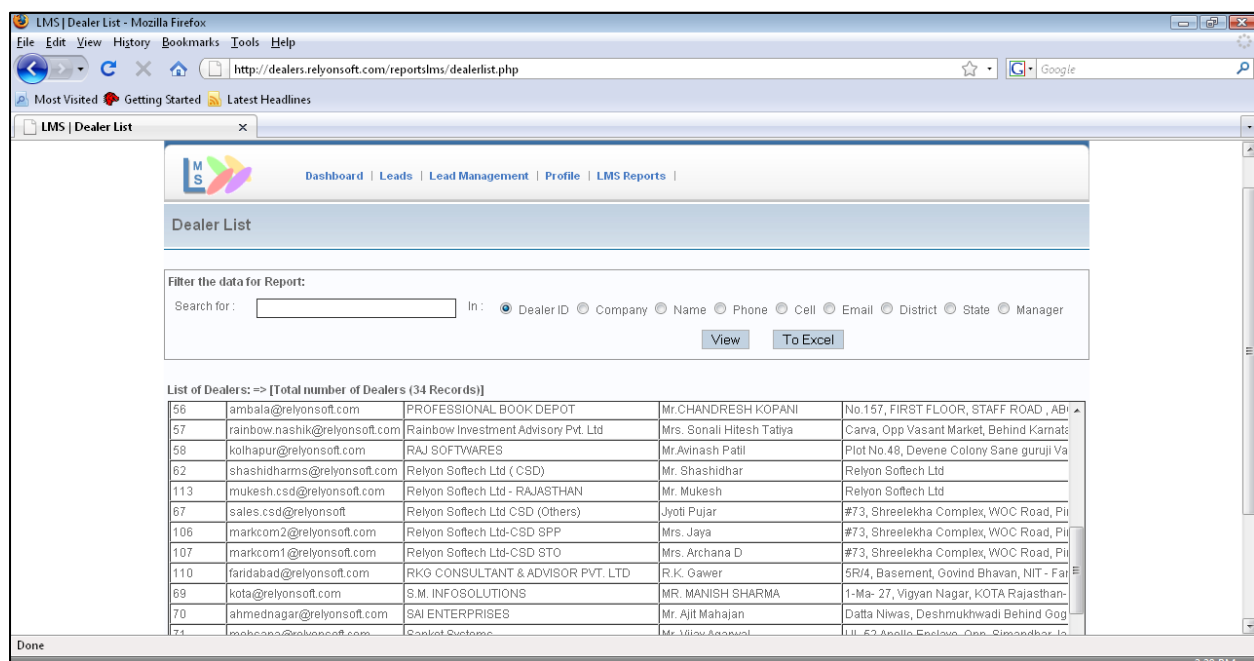 LMS | Dealer List - Mozilla Firefox
File Edit View History Bookmarks Tools Help
http://dealers.relyonsoft.com/reportslms/dealerlist.php G Google
Most Visited Getting Started Latest Headlines
LMS | Dealer List x
LMS
Dashboard | Leads | Lead Management | Profile | LMS Reports |
Dealer List
Filter the data for Report:
Search for : In : Dealer ID Company Name Phone Cell Email District State Manager
View To Excel
List of Dealers: => [Total number of Dealers (34 Records)]
56 ambala@relyonsoft.com PROFESSIONAL BOOK DEPOT Mr.CHANDRESH KOPANI No.157, FIRST FLOOR, STAFF ROAD ,
57 rainbow.nashik@relyonsoft.com Rainbow Investment Advisory Pvt. Ltd Mrs. Sonali Hitesh Tatiya Carva, Opp Vasant Market, Behind Karnata
58 kolhapur@relyonsoft.com RAJ SOFTWARES Mr.Avinash Patil Plot No.48, Devene Colony Sane guruji Va
62 shashidharms@relyonsoft.com Relyon Softech Ltd ( CSD) Mr. Shashidhar Relyon Softech Ltd
113 mukesh.csd@relyonsoft.com Relyon Softech Ltd - RAJASTHAN Mr. Mukesh Relyon Softech Ltd
67 sales.csd@relyonsoft Relyon Softech Ltd CSD (Others) Jyoti Pujar #73, Shreelekha Complex, WOC Road,
106 markcom2@relyonsoft.com Relyon Softech Ltd-CSD SPP Mrs. Jaya #73, Shreelekha Complex, WOC Road,
107 markcom1@relyonsoft.com Relyon Softech Ltd-CSD STO Mrs. Archana D #73, Shreelekha Complex, WOC Road,
110 faridabad@relyonsoft.com RKG CONSULTANT & ADVISOR PVT. LTD R.K. Gawer 5R/4, Basement, Govind Bhavan, NIT - Far
69 kota@relyonsoft.com S.M. INFOSOLUTIONS MR. MANISH SHARMA 1-Ma- 27, Vigyan Nagar, KOTA Rajasthan-
70 ahmednagar@relyonsoft.com SAI ENTERPRISES Mr. Ajit Mahajan Datta Niwas, Deshmukhwadi Behind Gog
71 Sanket Systems Mr. Vijay Agarwal
Done